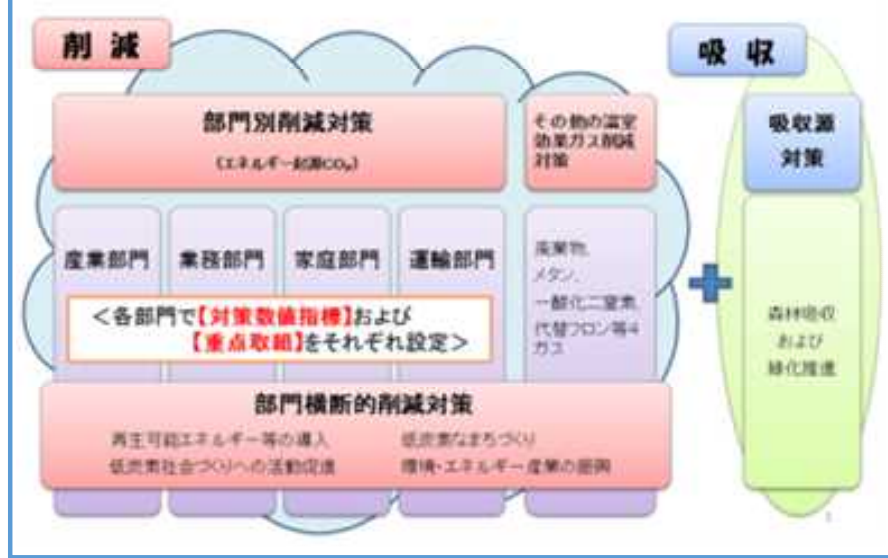 削 減
吸 収
部門別削減対策
(エネルギー起源CO₂)
その他の温室
効果ガス削減
対策
吸収源
対策
産業部門
業務部門
家庭部門
運輸部門
廃棄物、
メタン、
一酸化二窒素、
代替フロン等4
ガス
<各部門で【対策数値指標】および
【重点取組】をそれぞれ設定>
森林吸収
および
緑化推進
部門横断的削減対策
再生可能エネルギー等の導入
低炭素なまちづくり
低炭素社会づくりへの活動促進
環境・エネルギー産業の振興